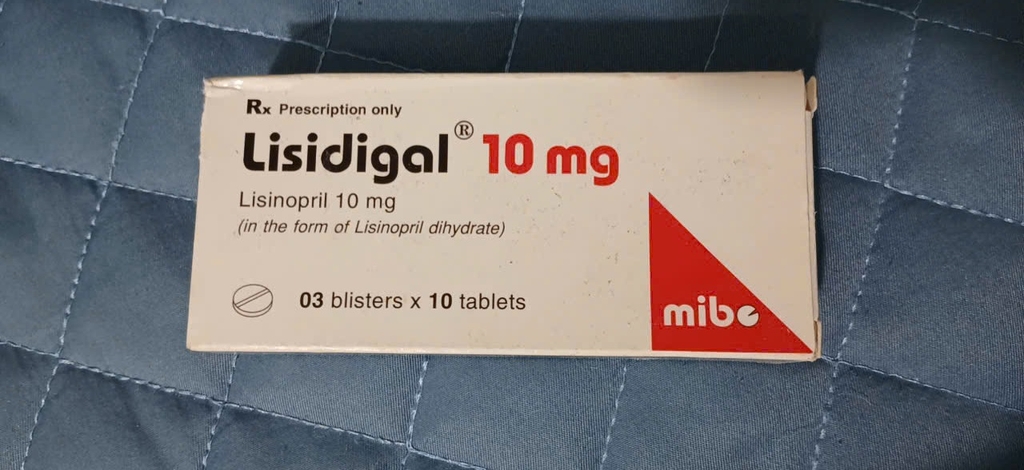 Rx Prescription only
Lisidigal® 10 mg
Lisinopril 10 mg
(in the form of Lisinopril dihydrate)
03 blisters x 10 tablets
mibe